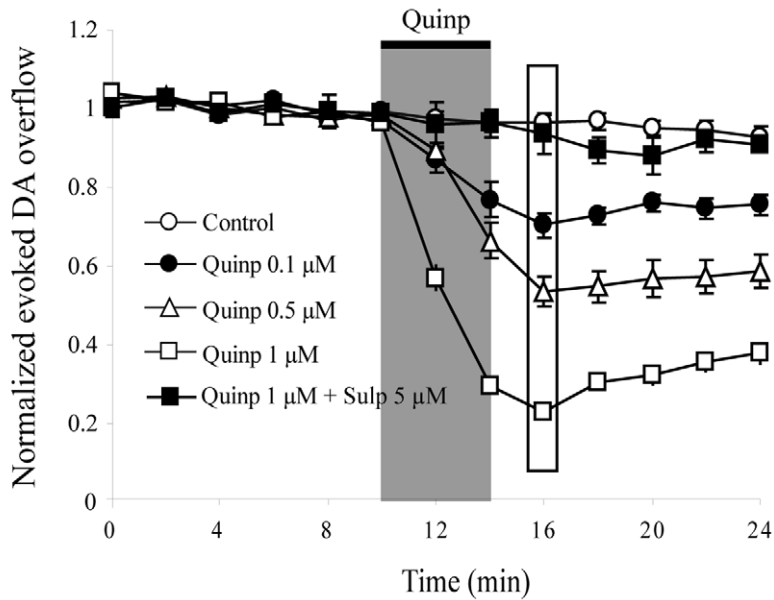 Quinp
Normalized evoked DA overflow
1.2
1
0.8
0.6
0.4
0.2
0
Control
Quinp 0.1 µM
Quinp 0.5 µM
Quinp 1 µM
Quinp 1 µM + Sulp 5 µM
0 4 8 12 16 20 24
Time (min)